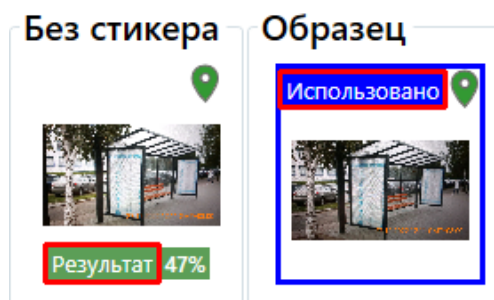 Без стикера
Образец
Использовано
Результат 47%